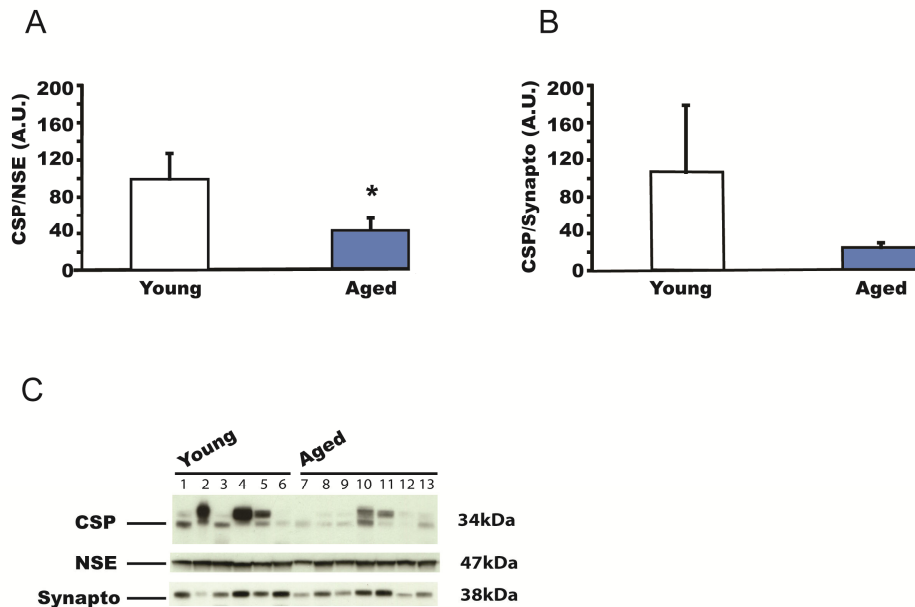 A
CSP/NSE (A.U.)
200
160
120
80
40
0
*
Young Aged
B
CSP/Synapto (A.U.)
200
160
120
80
40
0
Young Aged
C
Young Aged
1 2 3 4 5 6 7 8 9 10 11 12 13
CSP 34kDa
NSE 47kDa
Synapto 38kDa